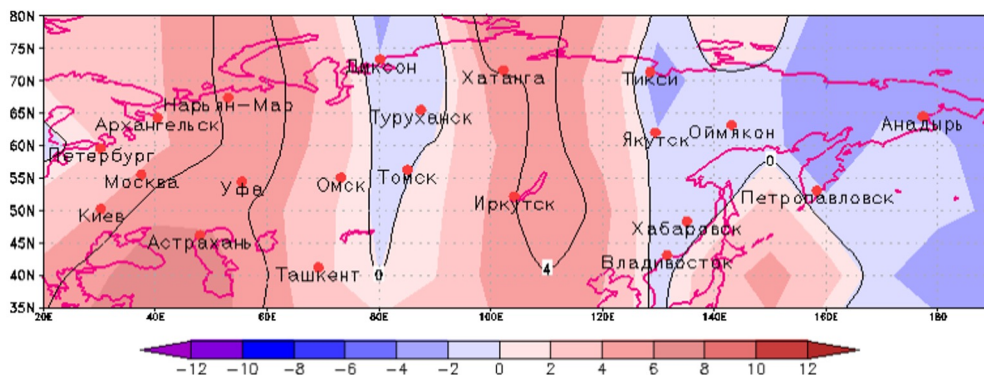 80N
75N
70N
65N
60N
55N
50N
45N
40N
35N
Диксон
Хатанга
Тикси
Нарьян-Мар
Архангельск
Туруханск
Анадырь
Якутск
Оймякон
Петербург
0
Москва
Уфа
Омск
Томск
Иркутск
Петропавловск
Киев
Хабаровск
Астрахань
Владивосток
Ташкент
0
4
20E 40E 60E 80E 100E 120E 140E 160E 180
-12 -10 -8 -6 -4 -2 0 2 4 6 8 10 12